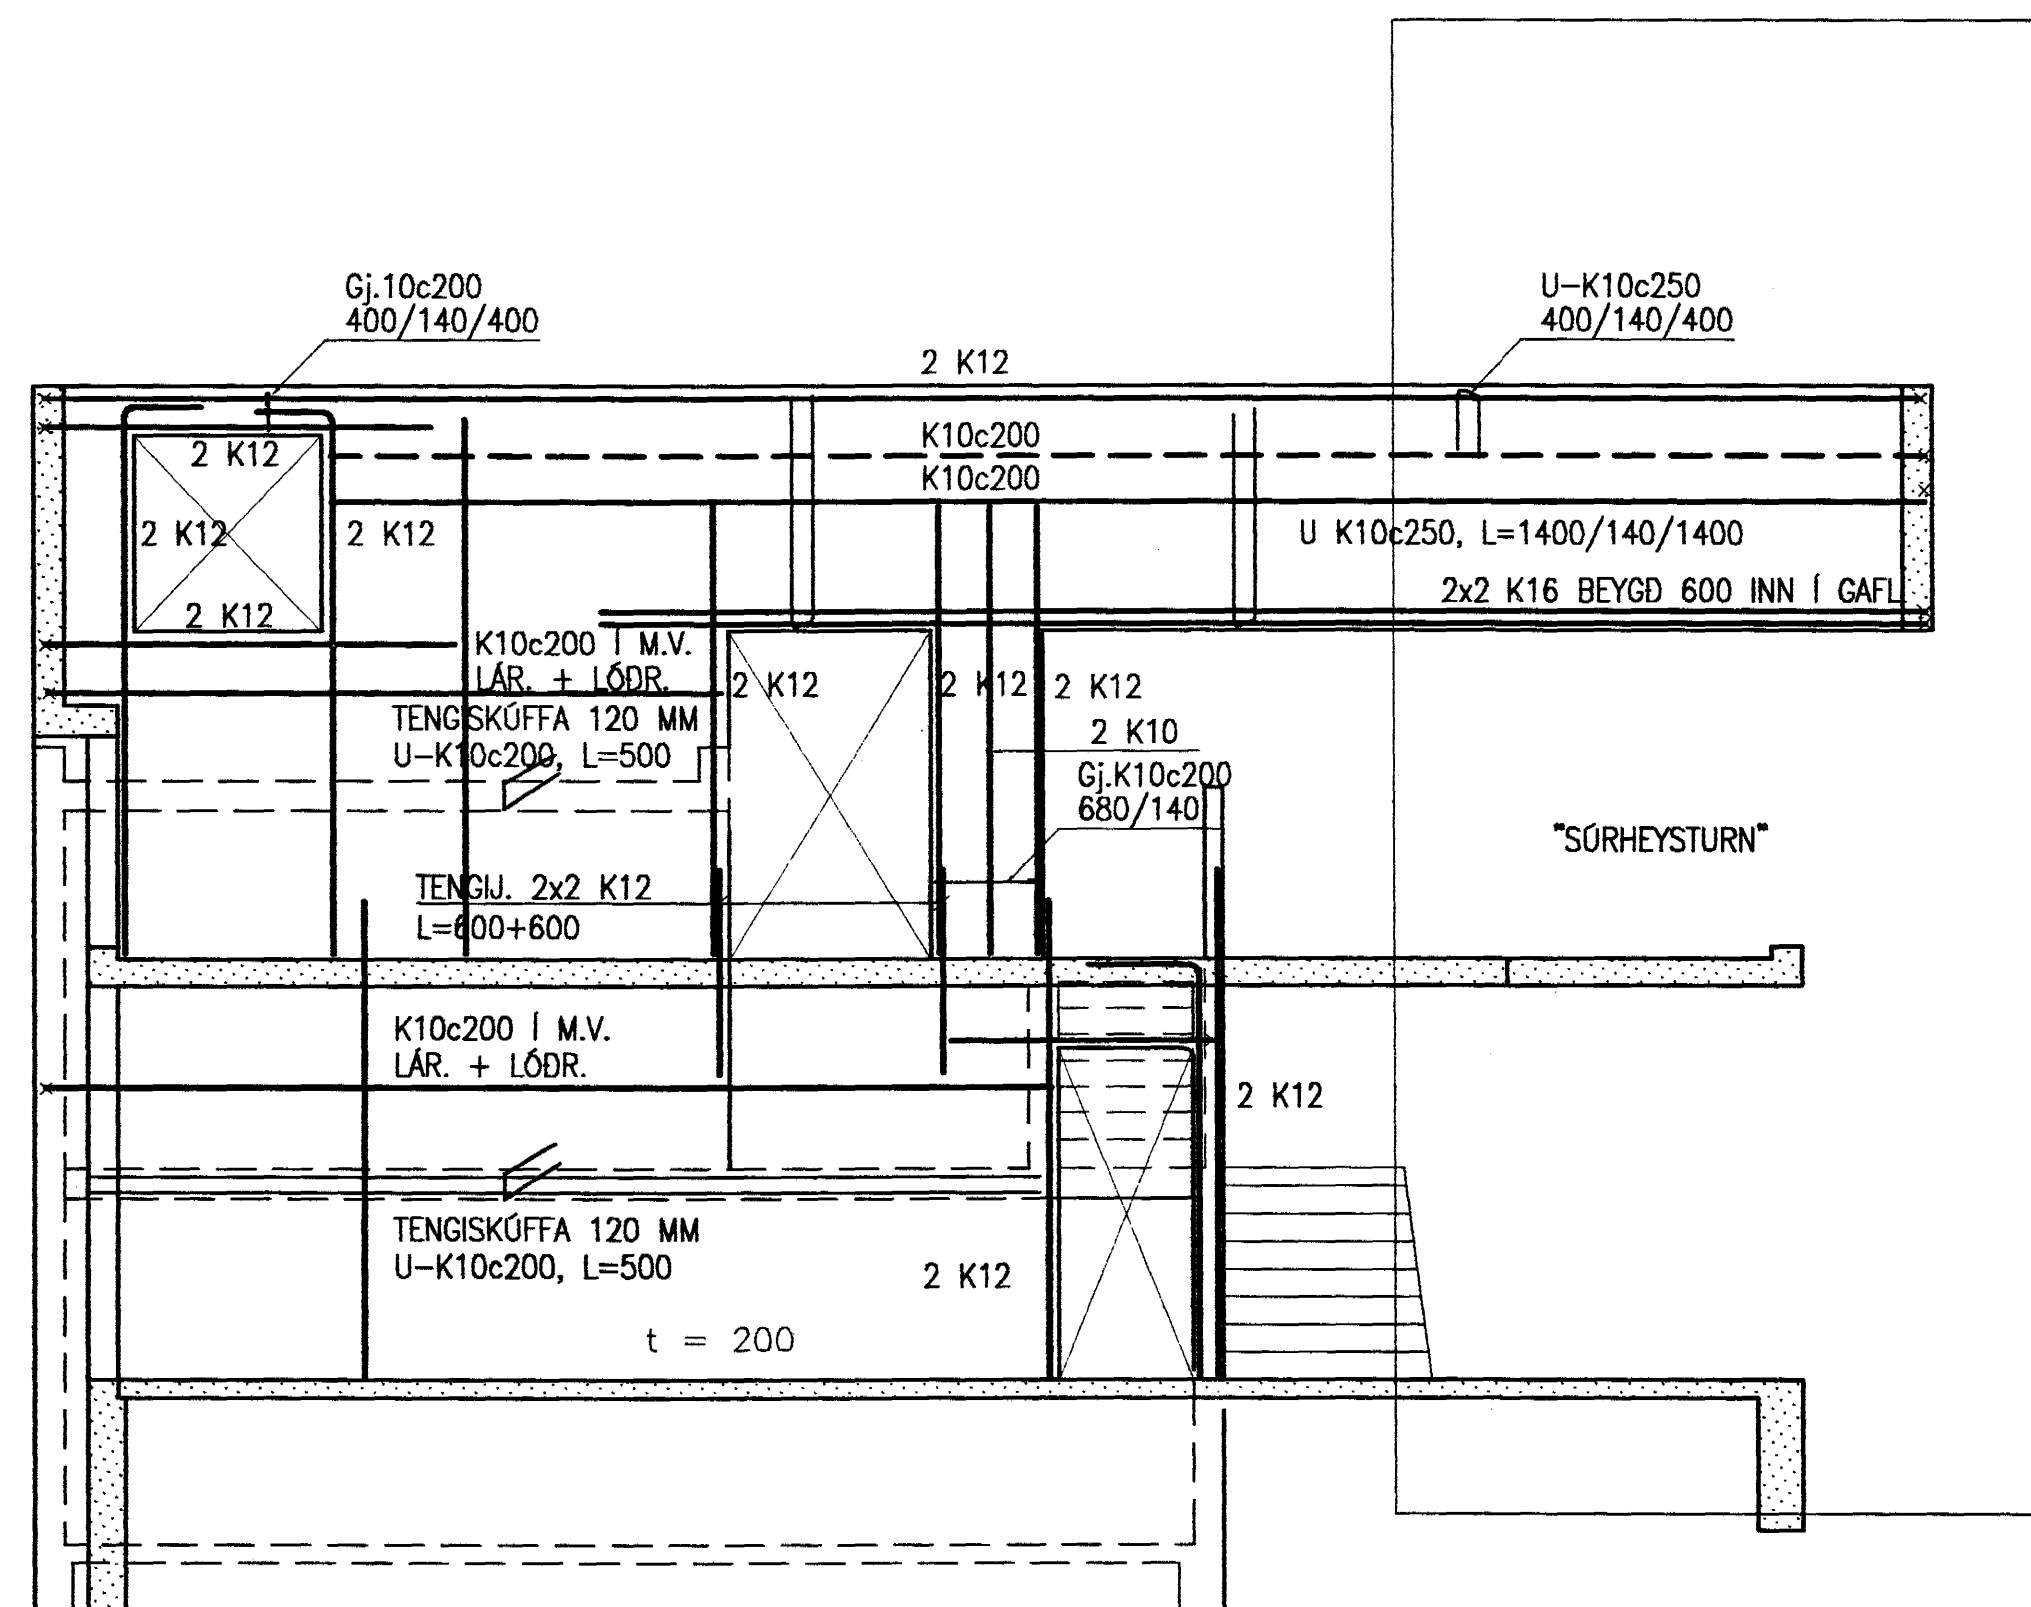 Gj.10c200
400/140/400
U-K10c250
400/140/400
2 K12
K10c200
2 K12
K10c200
2 K12
2 K12
U K10c250, L=1400/140/1400
2x2 K16 BEYGÐ 600 INN Í GAFL
2 K12
K10c200 Í M.V.
LÁR. + LÓÐR.
2 K12
2 K12
2 K12
TENGISKÚFFA 120 MM
U-K10c200, L=500
2 K10
Gj.K10c200
680/140
"SÚRHEYSTURN"
TENGIJ. 2x2 K12
L=600+600
K10c200 Í M.V.
LÁR. + LÓÐR.
2 K12
TENGISKÚFFA 120 MM
U-K10c200, L=500
2 K12
t = 200